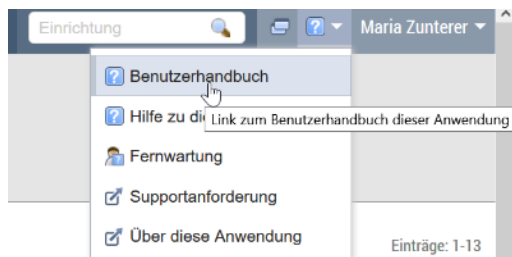 Einrichtung
Maria Zunterer
Benutzerhandbuch
Hilfe zu di
Link zum Benutzerhandbuch dieser Anwendung
Fernwartung
Supportanforderung
Über diese Anwendung
Einträge: 1-13